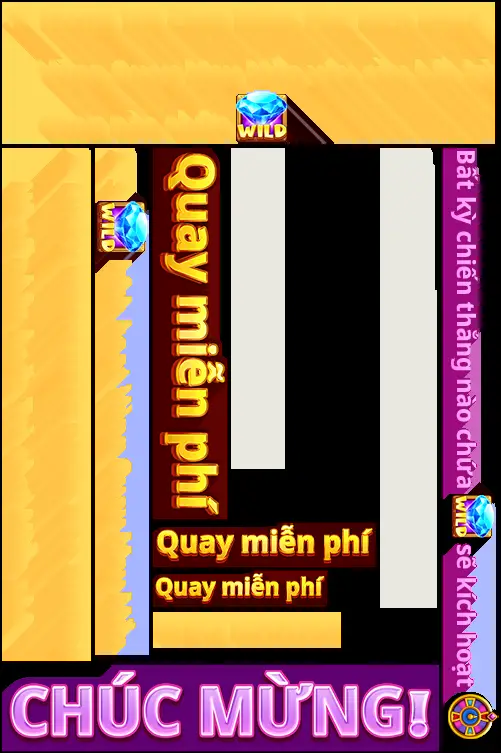 WILD
WILD
Quay miễn phí
Bất kỳ chiến thắng nào chứa WILD sẽ kích hoạt
Quay miễn phí
Quay miễn phí
CHÚC MỪNG!